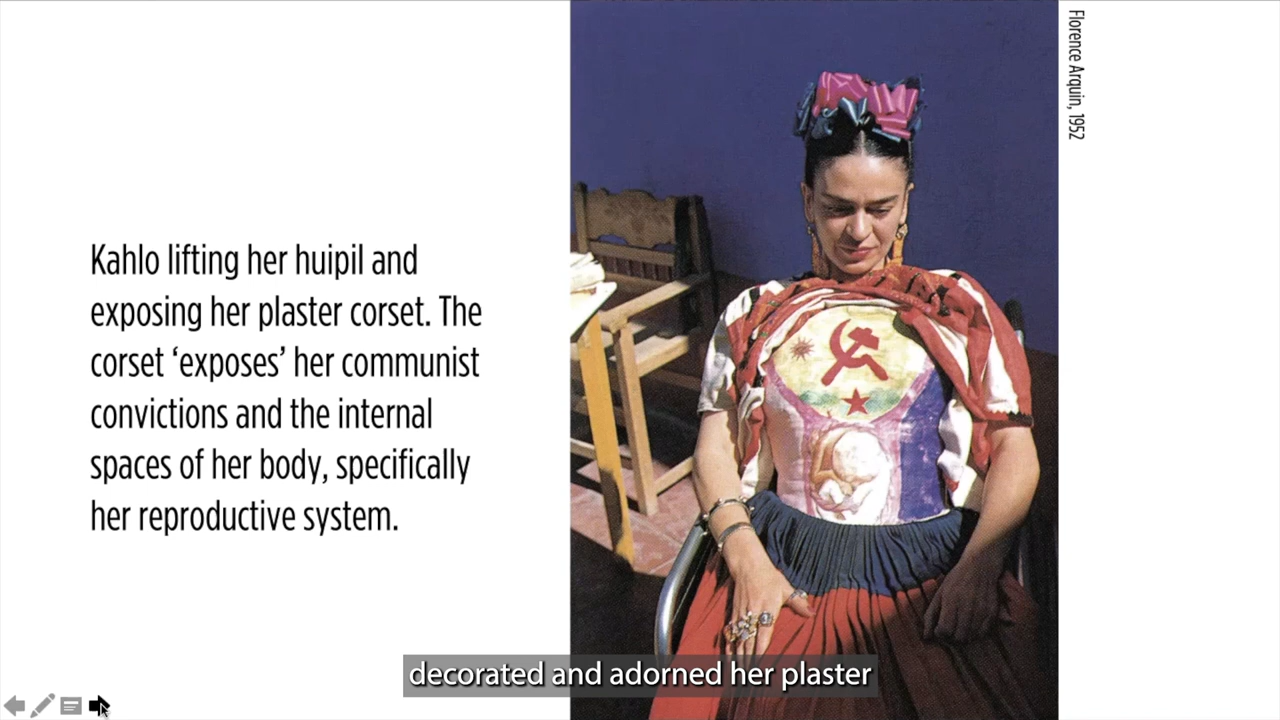 Kahlo lifting her huipil and
exposing her plaster corset. The
corset ‘exposes’ her communist
convictions and the internal
spaces of her body, specifically
her reproductive system.
Florence Arquin, 1952
decorated and adorned her plaster